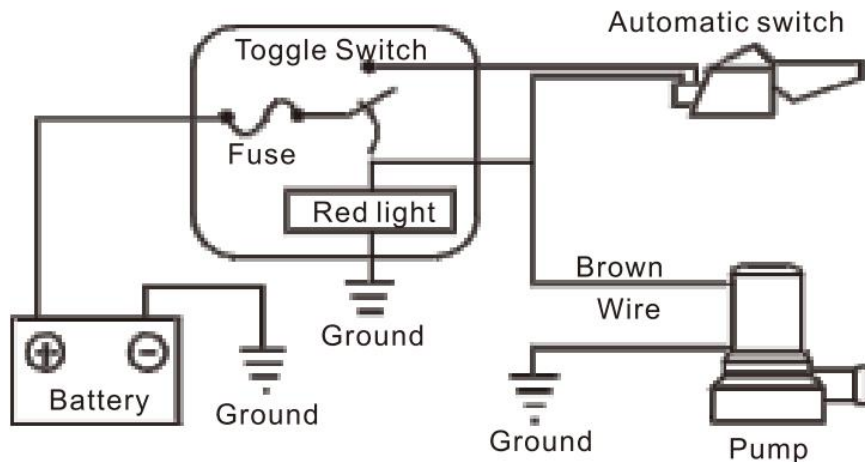 Automatic switch
Toggle Switch
Fuse
Red light
Brown
Wire
Ground
Battery
Ground
Ground
Pump